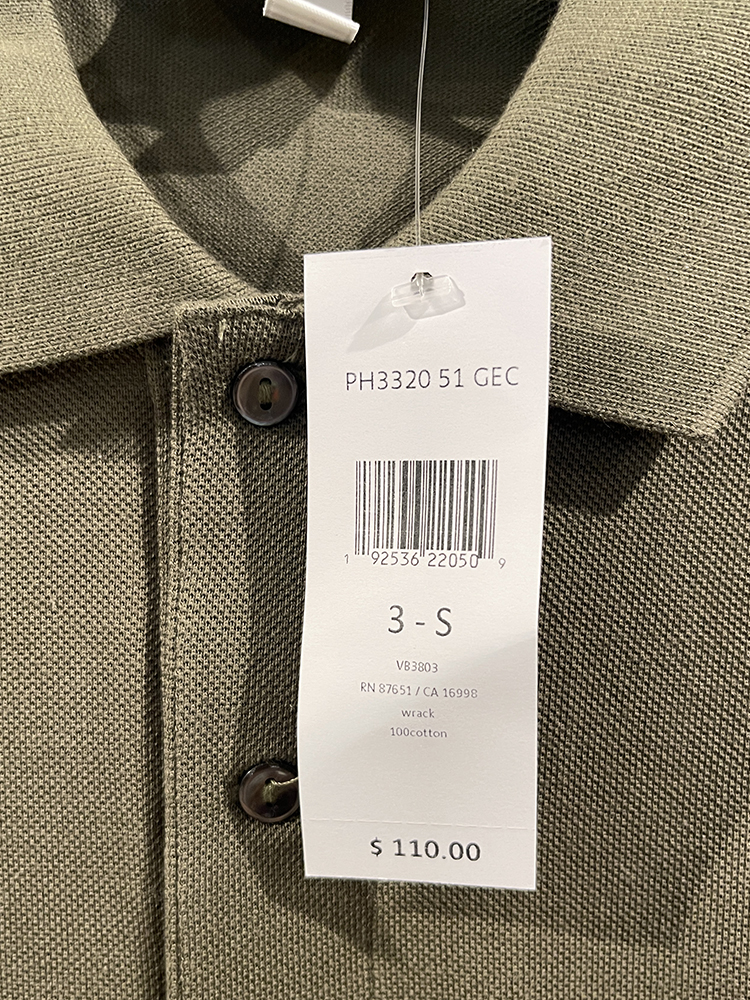 PH3320 51 GEC
1 92536 22050 9
3 - S
VB3803
RN 87651 / CA 16998
wrack
100cotton
$ 110.00